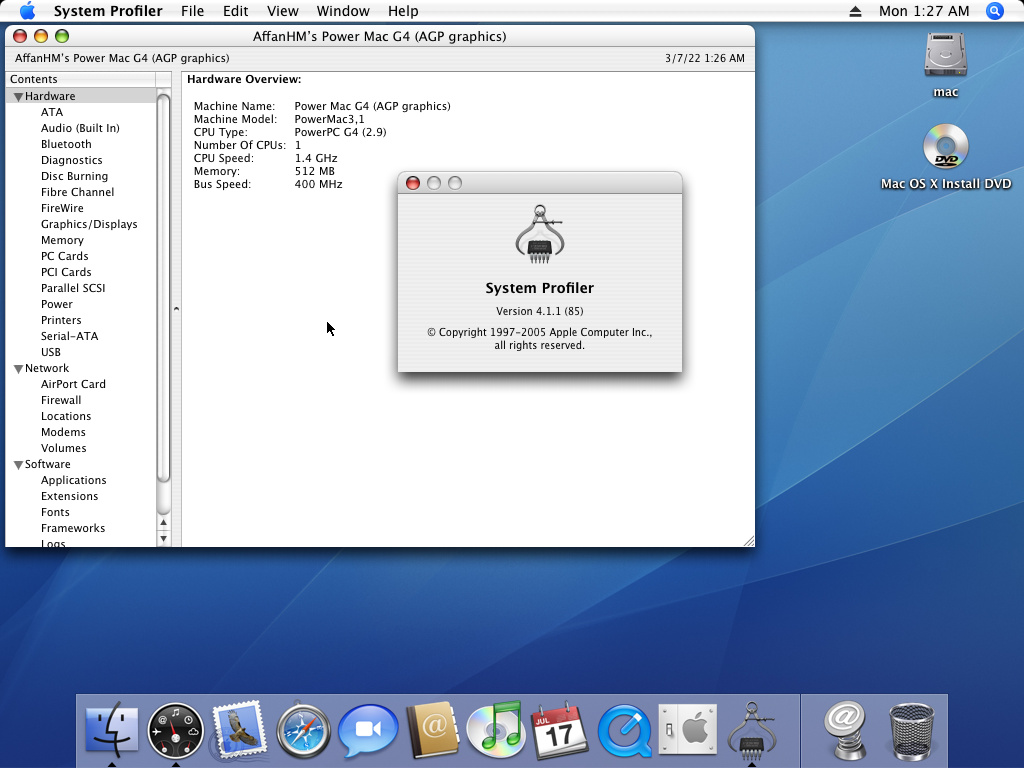 System Profiler File Edit View Window Help Mon 1:27 AM
AffanHM's Power Mac G4 (AGP graphics)
AffanHM's Power Mac G4 (AGP graphics) 3/7/22 1:26 AM
Contents
Hardware
ATA
Audio (Built In)
Bluetooth
Diagnostics
Disc Burning
Fibre Channel
FireWire
Graphics/Displays
Memory
PC Cards
PCI Cards
Parallel SCSI
Power
Printers
Serial-ATA
USB
Network
AirPort Card
Firewall
Locations
Modems
Volumes
Software
Applications
Extensions
Fonts
Frameworks
Logs
Hardware Overview:
Machine Name: Power Mac G4 (AGP graphics)
Machine Model: PowerMac3,1
CPU Type: PowerPC G4 (2.9)
Number Of CPUs: 1
CPU Speed: 1.4 GHz
Memory: 512 MB
Bus Speed: 400 MHz
System Profiler
Version 4.1.1 (85)
© Copyright 1997-2005 Apple Computer Inc.,
all rights reserved.
mac
DVD
Mac OS X Install DVD
@
JUL
17
@